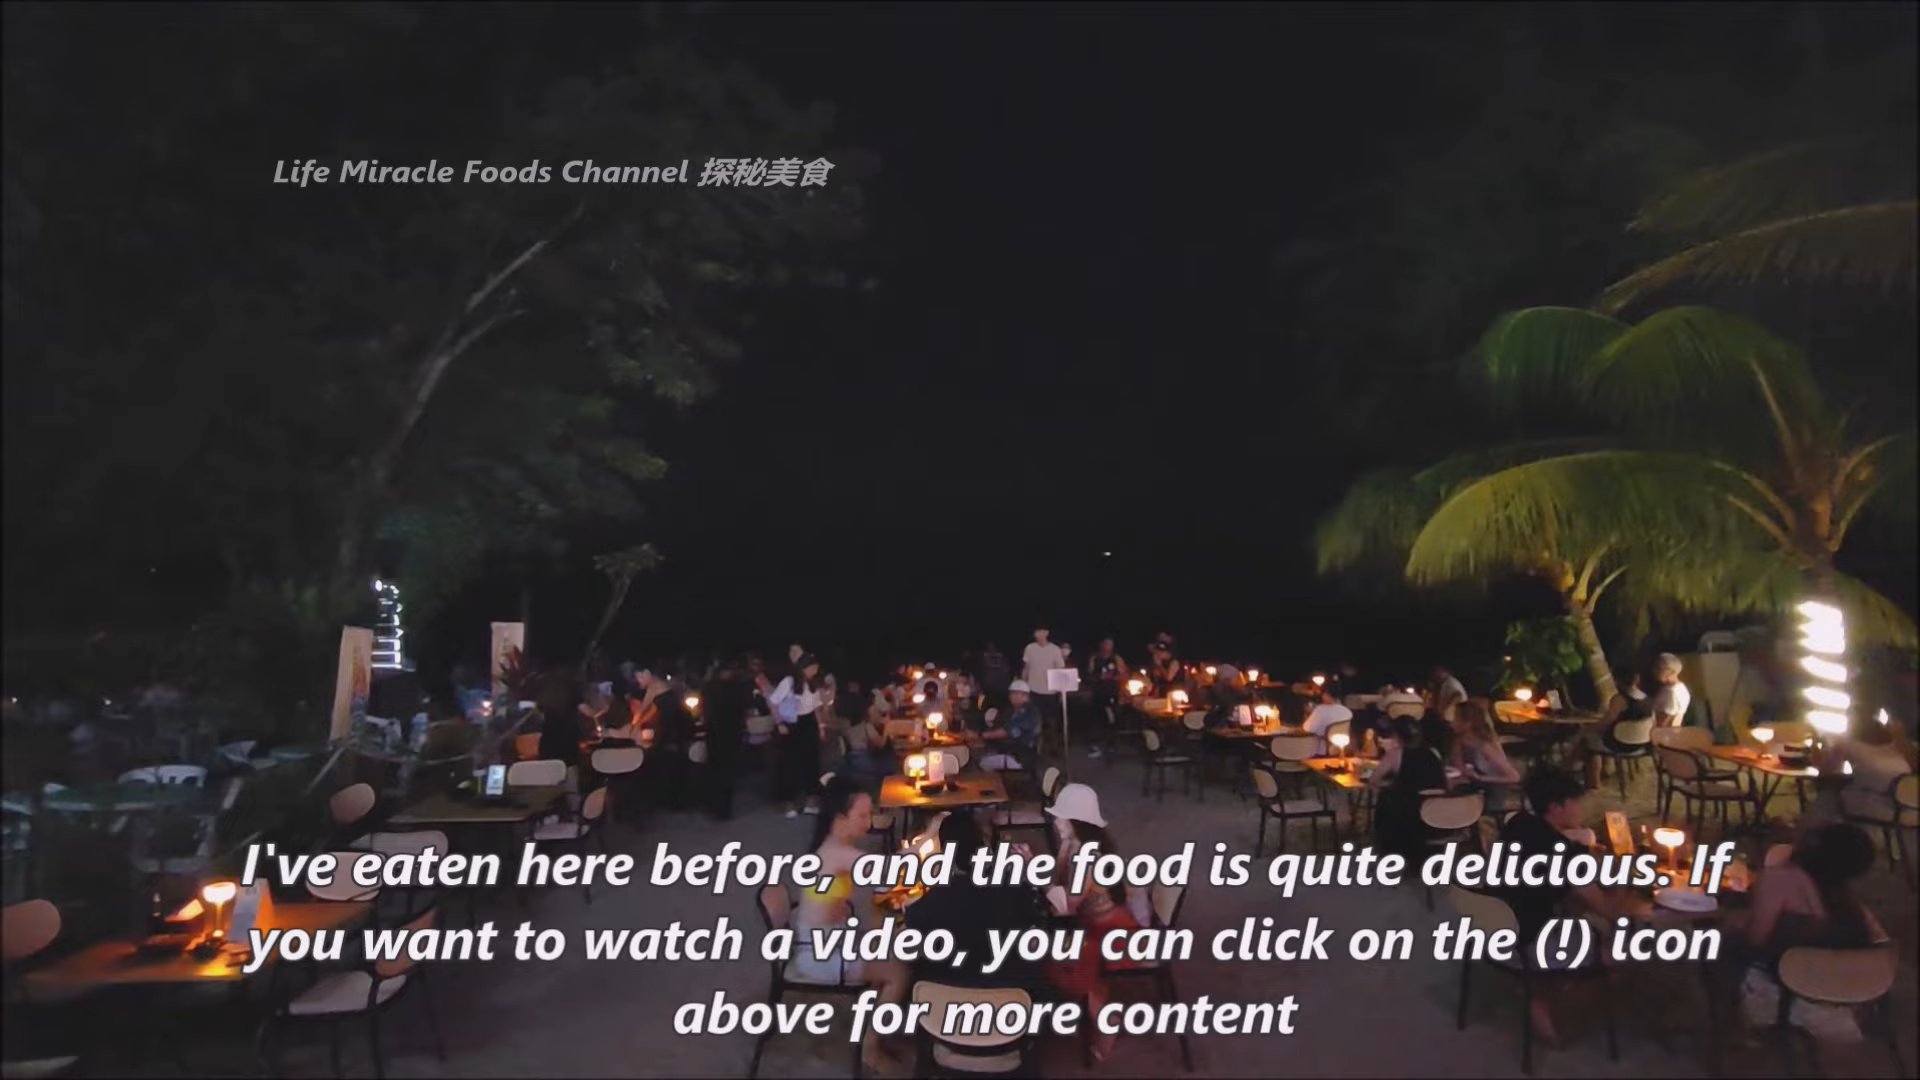 Life Miracle Foods Channel 探秘美食
I've eaten here before, and the food is quite delicious. If
you want to watch a video, you can click on the (!) icon
above for more content